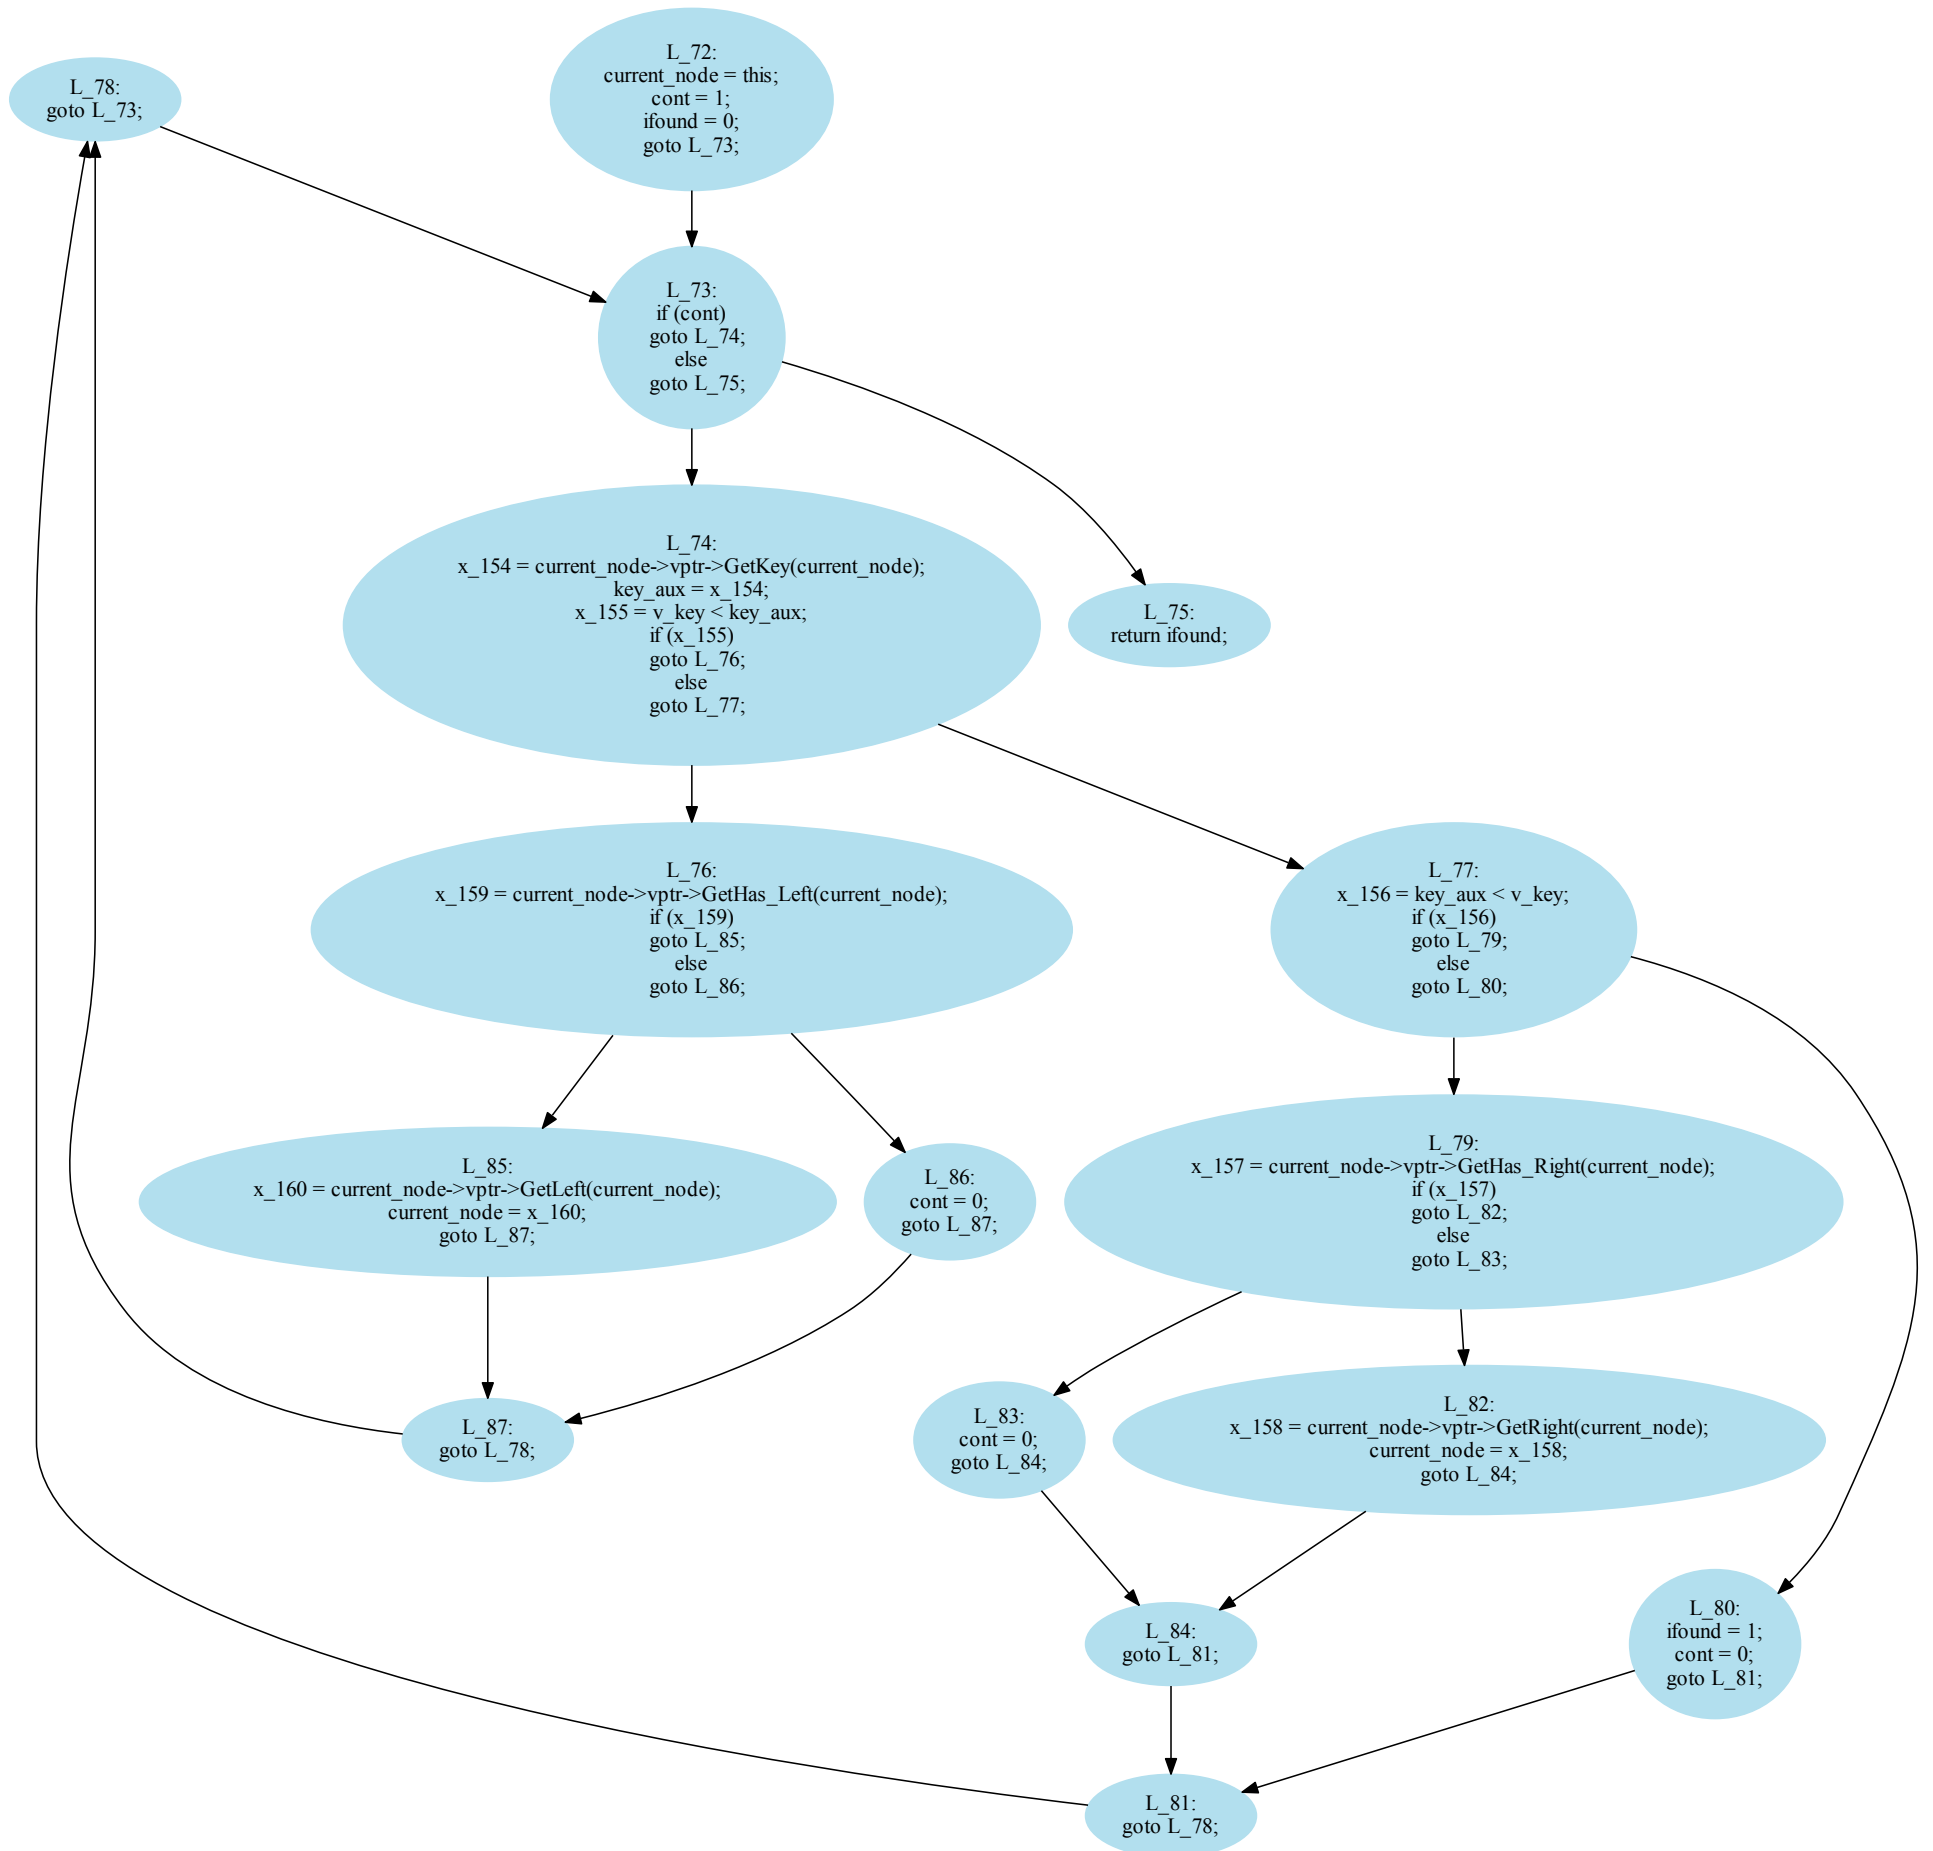 L_78:
goto L_73;
L_72:
current_node = this;
cont = 1;
ifound = 0;
goto L_73;
L_73:
if (cont)
goto L_74;
else
goto L_75;
L_74:
x_154 = current_node->vptr->GetKey(current_node);
key_aux = x_154;
x_155 = v_key < key_aux;
if (x_155)
goto L_76;
else
goto L_77;
L_75:
return ifound;
L_76:
x_159 = current_node->vptr->GetHas_Left(current_node);
if (x_159)
goto L_85;
else
goto L_86;
L_77:
x_156 = key_aux < v_key;
if (x_156)
goto L_79;
else
goto L_80;
L_85:
x_160 = current_node->vptr->GetLeft(current_node);
current_node = x_160;
goto L_87;
L_86:
cont = 0;
goto L_87;
L_79:
x_157 = current_node->vptr->GetHas_Right(current_node);
if (x_157)
goto L_82;
else
goto L_83;
L_87:
goto L_78;
L_83:
cont = 0;
goto L_84;
L_82:
x_158 = current_node->vptr->GetRight(current_node);
current_node = x_158;
goto L_84;
L_84:
goto L_81;
L_80:
ifound = 1;
cont = 0;
goto L_81;
L_81:
goto L_78;